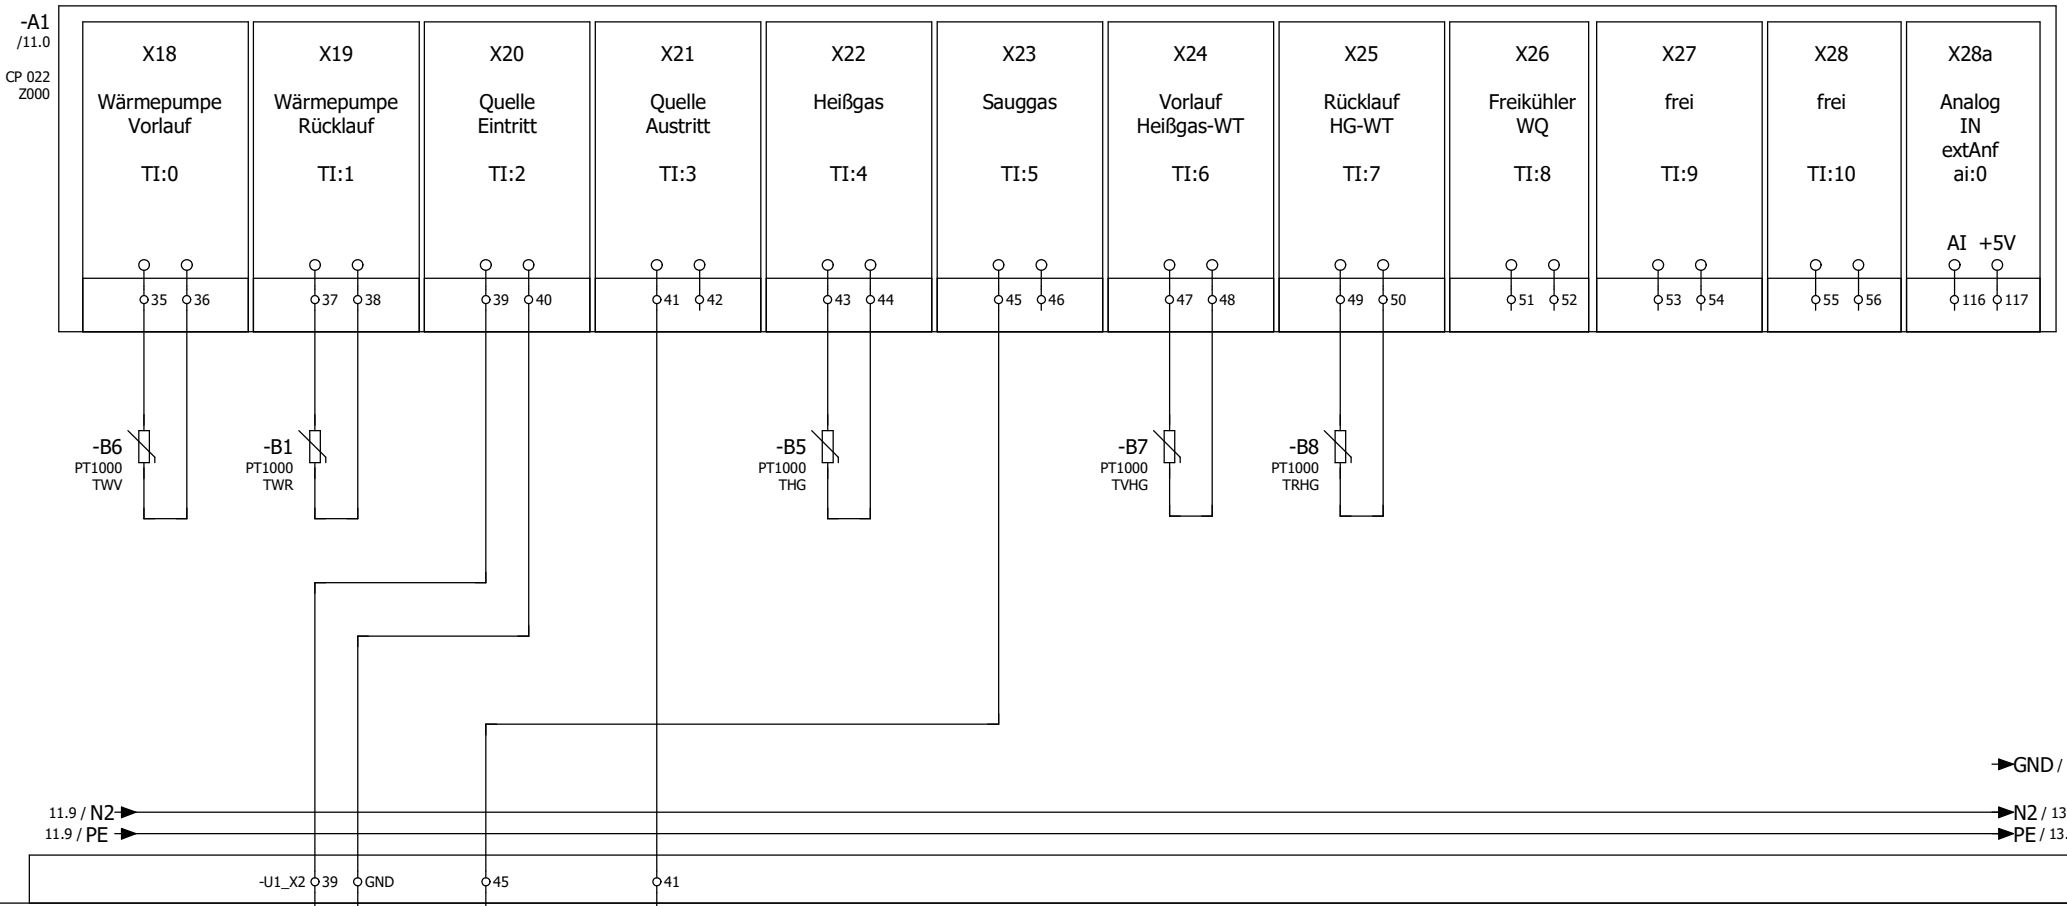 -A1
/11.0
CP 022
Z000
X18
Wärmepumpe
Vorlauf
TI:0
X19
Wärmepumpe
Rücklauf
TI:1
X20
Quelle
Eintritt
TI:2
X21
Quelle
Austritt
TI:3
X22
Heißgas
TI:4
X23
Sauggas
TI:5
X24
Vorlauf
Heißgas-WT
TI:6
X25
Rücklauf
HG-WT
TI:7
X26
Freikühler
WQ
TI:8
X27
frei
TI:9
X28
frei
TI:10
X28a
Analog
IN
extAnf
ai:0
AI +5V
35 36 37 38 39 40 41 42 43 44 45 46 47 48 49 50 51 52 53 54 55 56 116 117
-B6
PT1000
TWV
-B1
PT1000
TWR
-B5
PT1000
THG
-B7
PT1000
TVHG
-B8
PT1000
TRHG
GND /
11.9 / N2
N2 / 13
11.9 / PE
PE / 13.
-U1_X2 39 GND 45 41